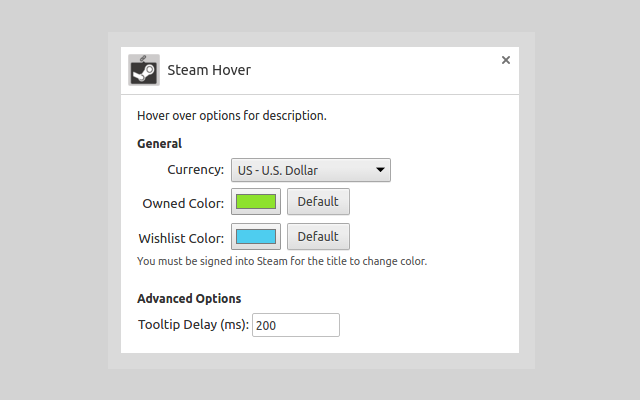 Steam Hover
×
Hover over options for description.
General
Currency: US - U.S. Dollar
Owned Color: Default
Wishlist Color: Default
You must be signed into Steam for the title to change color.
Advanced Options
Tooltip Delay (ms): 200